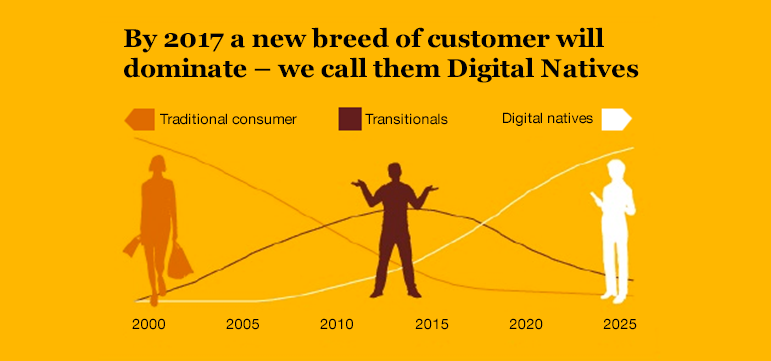 By 2017 a new breed of customer will
dominate – we call them Digital Natives
Traditional consumer
Transitionals
Digital natives
2000
2005
2010
2015
2020
2025